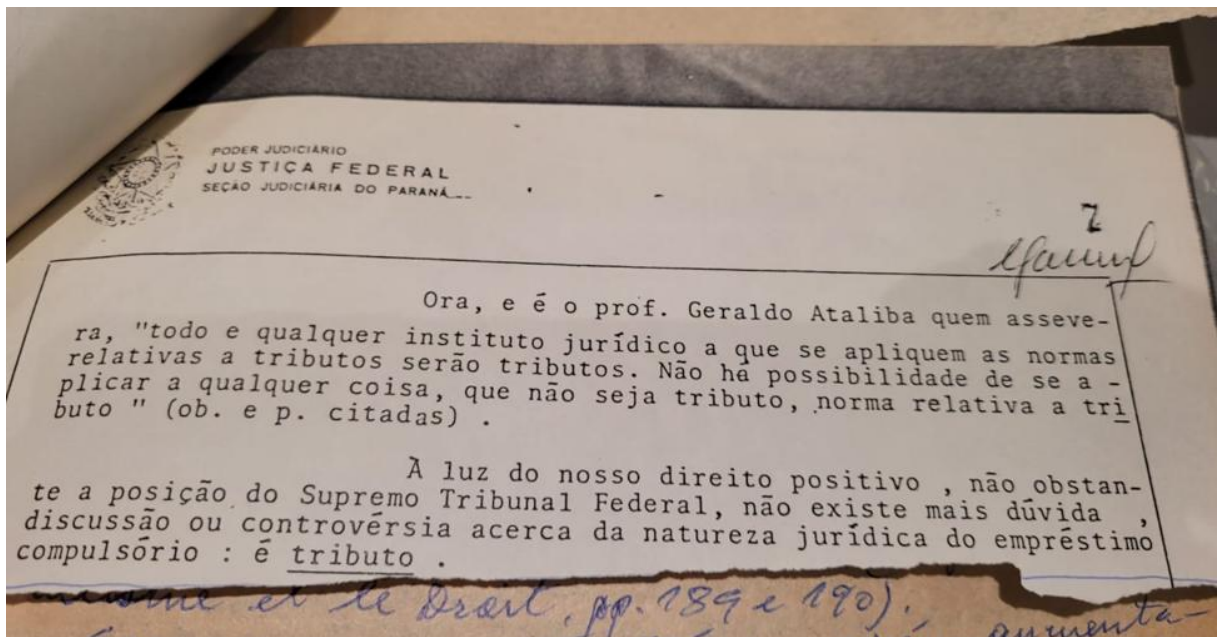 PODER JUDICIÁRIO
JUSTIÇA FEDERAL
SEÇÃO JUDICIÁRIA DO PARANÁ
7
Ora, e é o prof. Geraldo Ataliba quem asseve-
ra, "todo e qualquer instituto jurídico a que se apliquem as normas
relativas a tributos serão tributos. Não há possibilidade de se a -
plicar a qualquer coisa, que não seja tributo, norma relativa a tri
buto " (ob. e p. citadas) .
À luz do nosso direito positivo , não obstan-
te a posição do Supremo Tribunal Federal, não existe mais dúvida ,
discussão ou controvérsia acerca da natureza jurídica do empréstimo
compulsório : é tributo .
et le Droit, pp. 189 e 190).
aumenta-